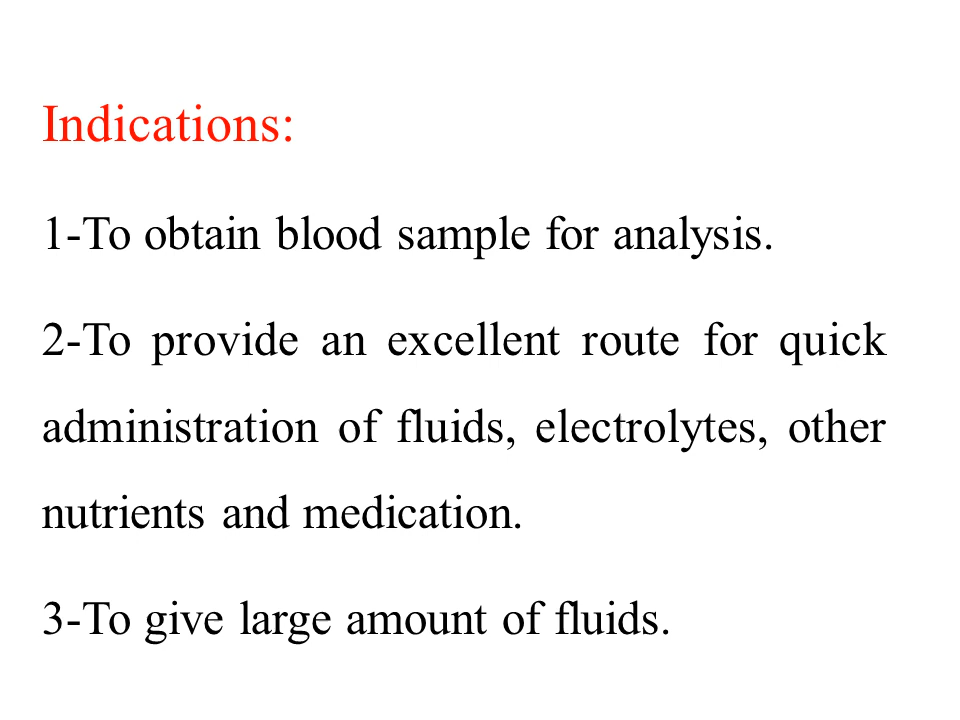 Indications:
1-To obtain blood sample for analysis.
2-To provide an excellent route for quick
administration of fluids, electrolytes, other
nutrients and medication.
3-To give large amount of fluids.